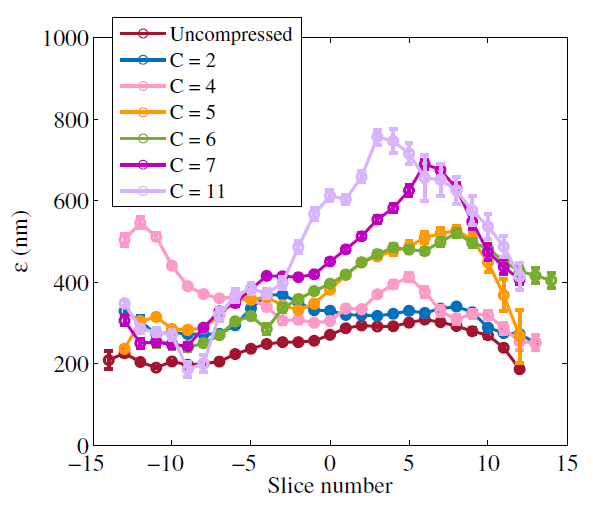 Uncompressed
C = 2
C = 4
C = 5
C = 6
C = 7
C = 11
1000
800
600
400
200
0
ε (nm)
−15 −10 −5 0 5 10 15
Slice number